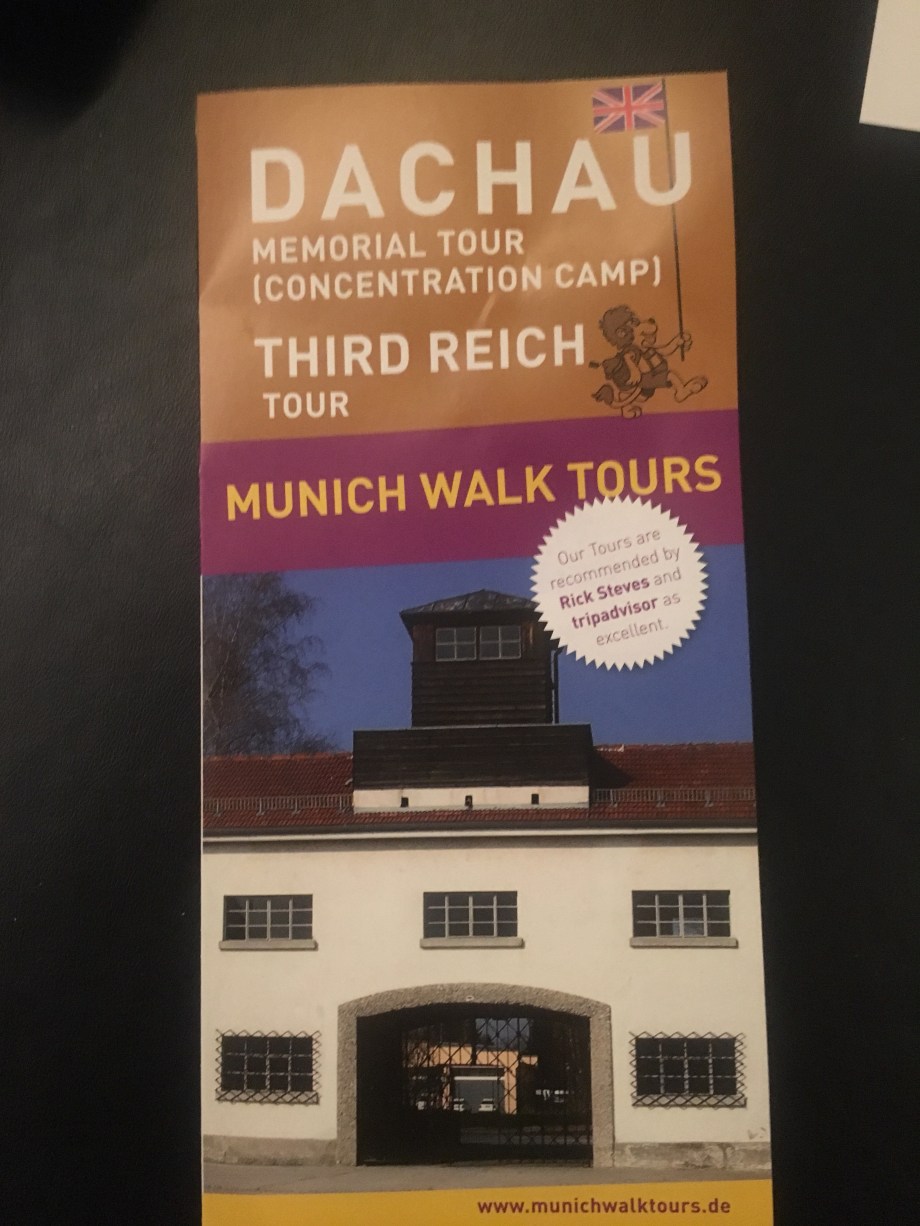 DACHAU
MEMORIAL TOUR
(CONCENTRATION CAMP)
THIRD REICH
TOUR
MUNICH WALK TOURS
Our Tours are
recommended by
Rick Steves and
tripadvisor as
excellent.
www.munichwalktours.de